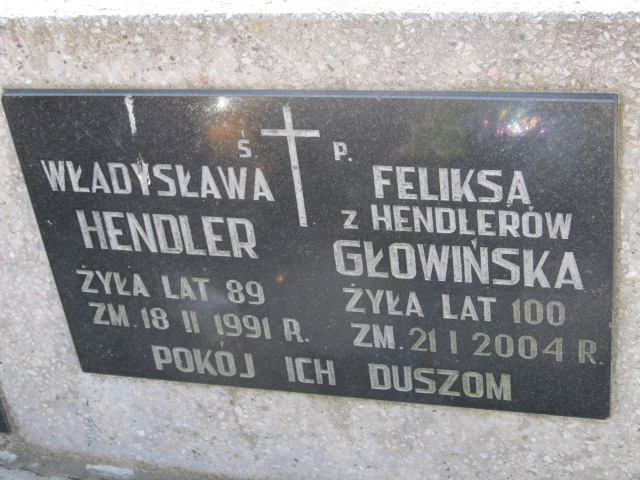 Ś. P.
WŁADYSŁAWA
HENDLER
ŻYŁA LAT 89
ZM. 18 II 1991 R.
FELIKSA
Z HENDLERÓW
GŁOWIŃSKA
ŻYŁA LAT 100
ZM. 21 I 2004 R.
POKÓJ ICH DUSZOM